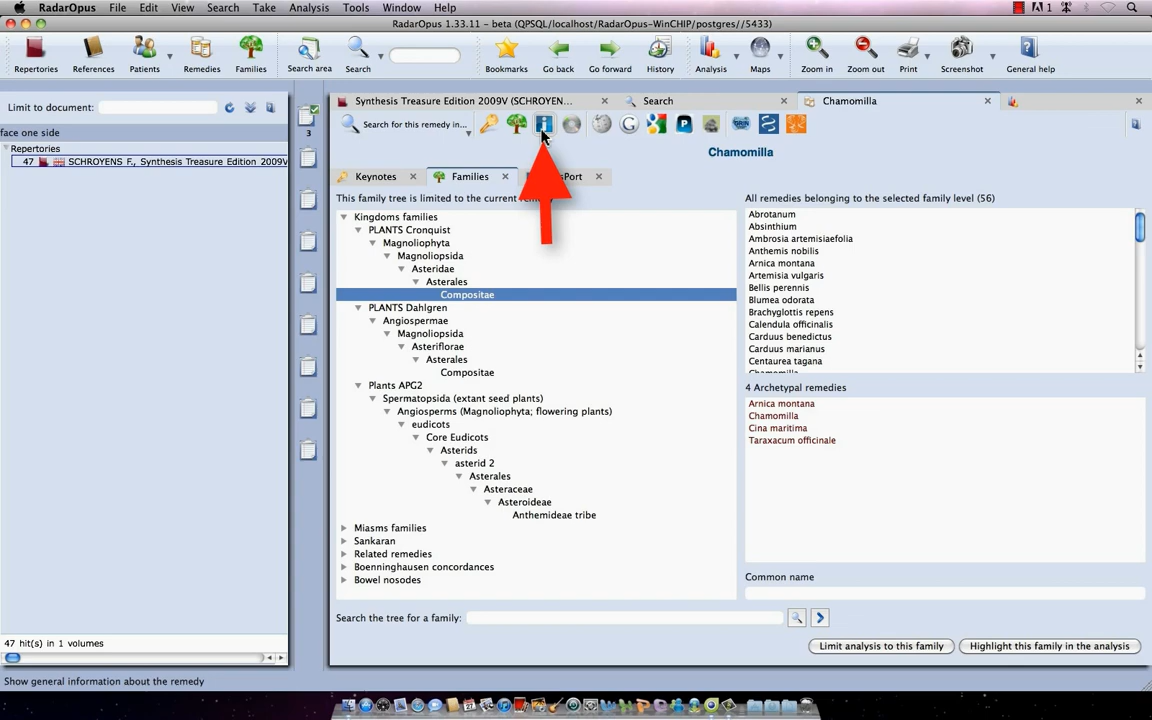 RadarOpus File Edit View Search Take Analysis Tools Window Help
RadarOpus 1.33.11 - beta (QPSQL/localhost/RadarOpus-WinCHIP/postgres//5433)
Repertories References Patients Remedies Families Search area Search Bookmarks Go back Go forward History Analysis Maps Zoom in Zoom out Print Screenshot General help
Limit to document:
face one side
Repertories
47 SCHROYENS F., Synthesis Treasure Edition 2009V
47 hit(s) in 1 volumes
Show general information about the remedy
3
Synthesis Treasure Edition 2009V (SCHROYEN... Search Chamomilla
Search for this remedy in...
Chamomilla
Keynotes Families Port
This family tree is limited to the current
Kingdoms families
PLANTS Cronquist
Magnoliophyta
Magnoliopsida
Asteridae
Asterales
Compositae
PLANTS Dahlgren
Angiospermae
Magnoliopsida
Asteriflorae
Asterales
Compositae
Plants APG2
Spermatopsida (extant seed plants)
Angiosperms (Magnoliophyta; flowering plants)
eudicots
Core Eudicots
Asterids
asterid 2
Asterales
Asteraceae
Asteroideae
Anthemideae tribe
Miasms families
Sankaran
Related remedies
Boenninghausen concordances
Bowel nosodes
Search the tree for a family:
All remedies belonging to the selected family level (56)
Abrotanum
Absinthium
Ambrosia artemisiaefolia
Anthemis nobilis
Arnica montana
Artemisia vulgaris
Bellis perennis
Blumea odorata
Brachyglottis repens
Calendula officinalis
Carduus benedictus
Carduus marianus
Centaurea tagana
Chamomilla
4 Archetypal remedies
Arnica montana
Chamomilla
Cina maritima
Taraxacum officinale
Common name
Limit analysis to this family Highlight this family in the analysis